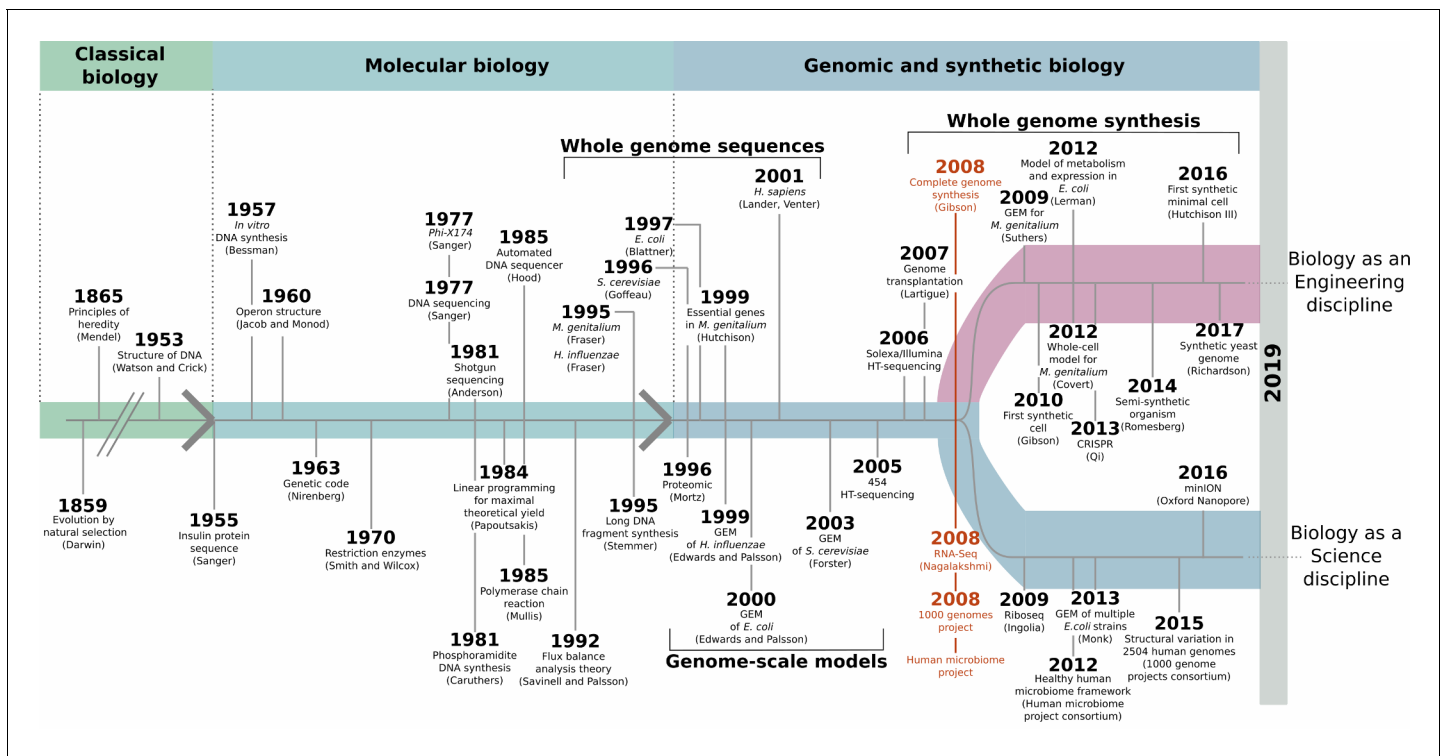 Classical
biology
Molecular biology
Genomic and synthetic biology
Whole genome sequences
Whole genome synthesis
1865
Principles of
heredity
(Mendel)
1953
Structure of DNA
(Watson and Crick)
1957
In vitro
DNA synthesis
(Bessman)
1960
Operon structure
(Jacob and Monod)
1977
Phi-X174
(Sanger)
1977
DNA sequencing
(Sanger)
1981
Shotgun
sequencing
(Anderson)
1985
Automated
DNA sequencer
(Hood)
1997
E. coli
(Blattner)
1996
S. cerevisiae
(Goffeau)
1995
M. genitalium
(Fraser)
H. influenzae
(Fraser)
1999
Essential genes
in M. genitalium
(Hutchison)
2001
H. sapiens
(Lander, Venter)
2006
Solexa/Illumina
HT-sequencing
2007
Genome
transplantation
(Lartigue)
2008
Complete genome
synthesis
(Gibson)
2009
GEM for
M. genitalium
(Suthers)
2012
Model of metabolism
and expression in
E. coli
(Lerman)
2016
First synthetic
minimal cell
(Hutchison III)
2010
First synthetic
cell
(Gibson)
2012
Whole-cell
model for
M. genitalium
(Covert)
2013
CRISPR
(Qi)
2014
Semi-synthetic
organism
(Romesberg)
2017
Synthetic yeast
genome
(Richardson)
2019
Biology as an
Engineering
discipline
1859
Evolution by
natural selection
(Darwin)
1955
Insulin protein
sequence
(Sanger)
1963
Genetic code
(Nirenberg)
1970
Restriction enzymes
(Smith and Wilcox)
1984
Linear programming
for maximal
theoretical yield
(Papoutsakis)
1985
Polymerase chain
reaction
(Mullis)
1981
Phosphoramidite
DNA synthesis
(Caruthers)
1992
Flux balance
analysis theory
(Savinell and Palsson)
1995
Long DNA
fragment synthesis
(Stemmer)
1996
Proteomic
(Mortz)
1999
GEM
of H. influenzae
(Edwards and Palsson)
2000
GEM
of E. coli
(Edwards and Palsson)
2003
GEM
of S. cerevisiae
(Forster)
2005
454
HT-sequencing
Genome-scale models
2008
RNA-Seq
(Nagalakshmi)
2008
1000 genomes
project
Human microbiome
project
2009
Riboseq
(Ingolia)
2013
GEM of multiple
E.coli strains
(Monk)
2012
Healthy human
microbiome framework
(Human microbiome
project consortium)
2015
Structural variation in
2504 human genomes
(1000 genome
projects consortium)
2016
minION
(Oxford Nanopore)
Biology as a
Science
discipline